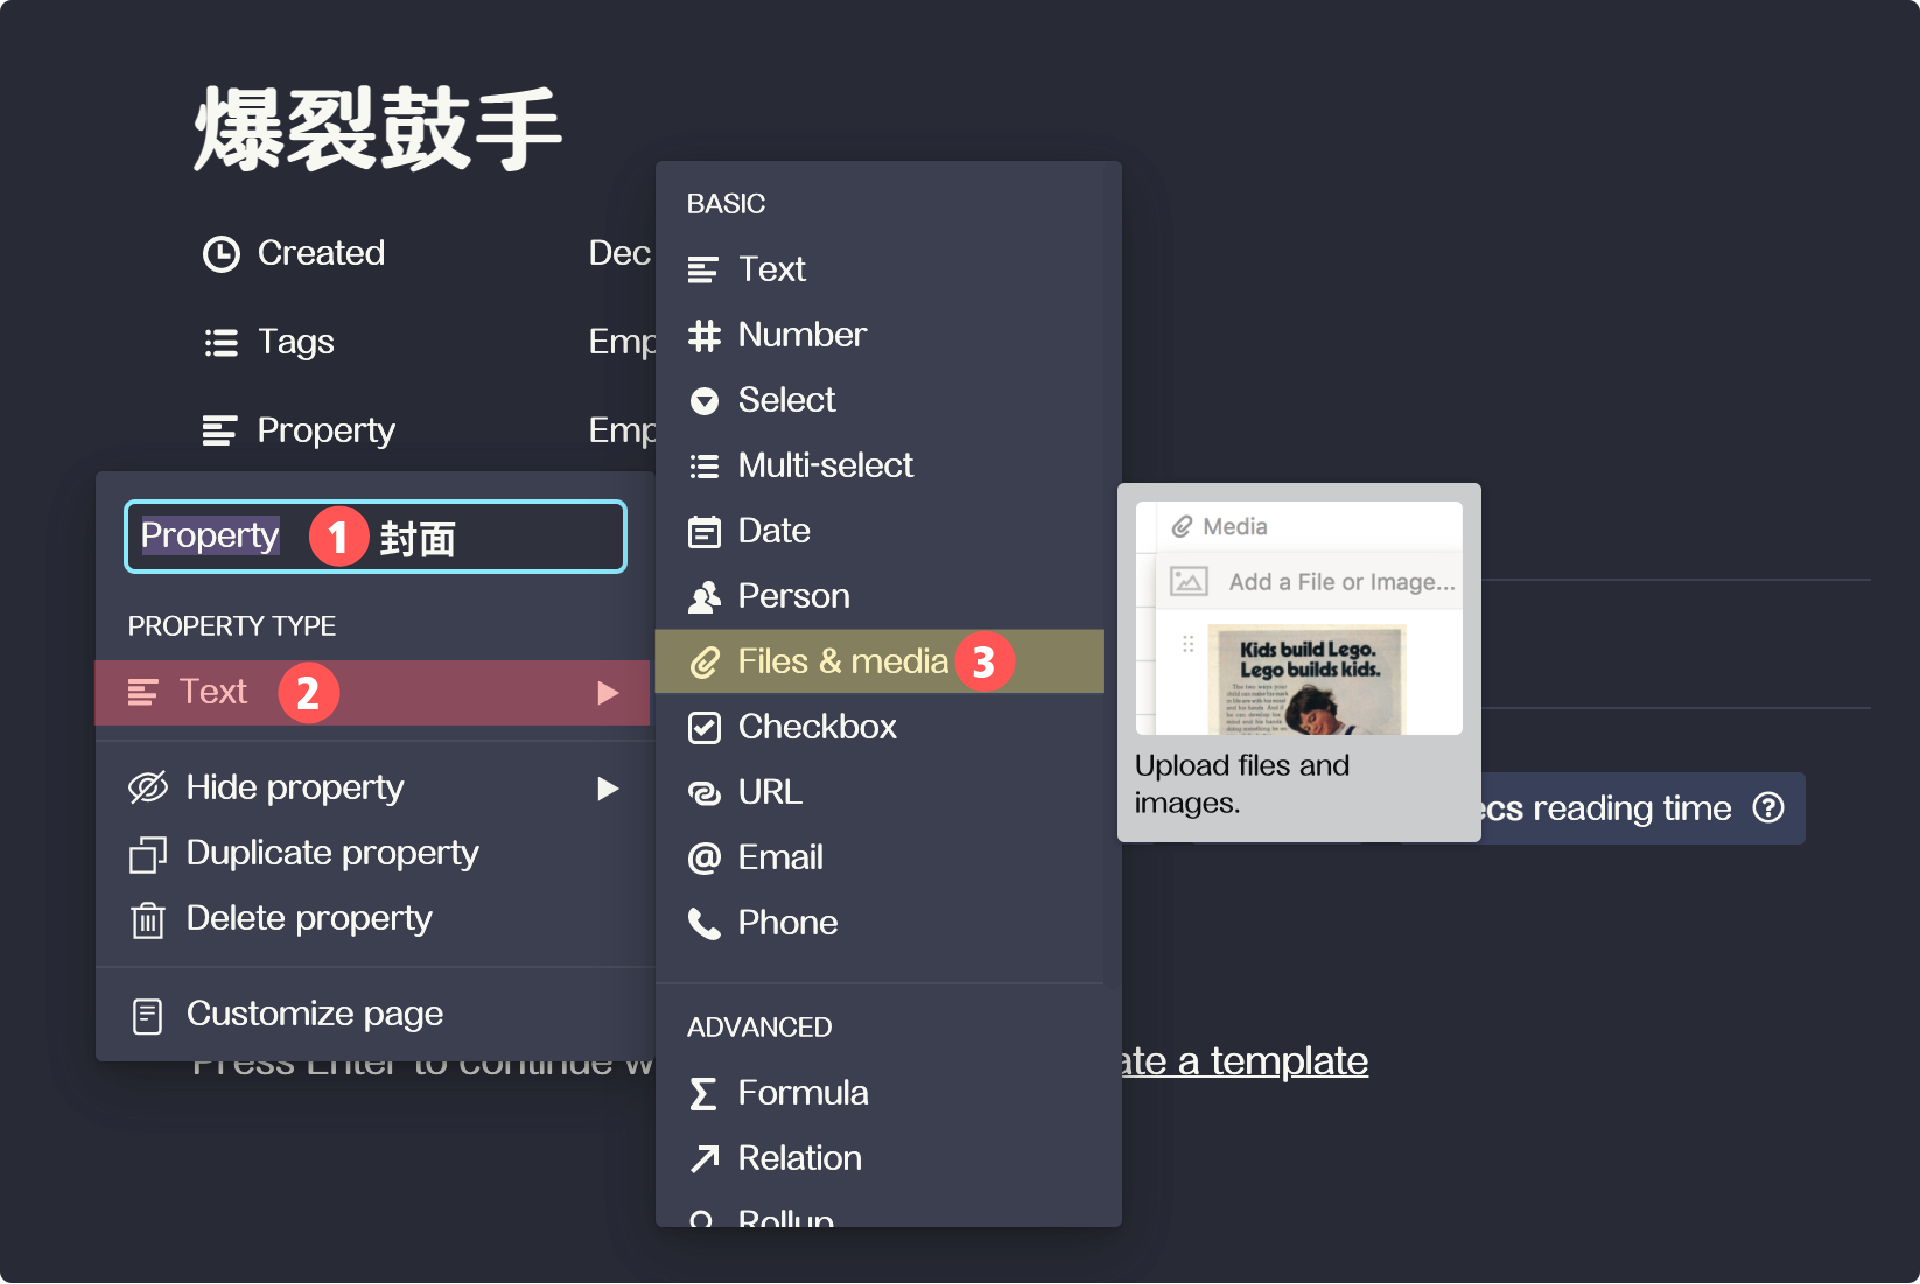 爆裂鼓手
Created
Dec
Tags
Emp
Property
Emp
Property 1 封面
PROPERTY TYPE
Text 2
Hide property
Duplicate property
Delete property
Customize page
Press Enter to continue w
BASIC
Text
Number
Select
Multi-select
Date
Person
Files & media 3
Checkbox
URL
Email
Phone
ADVANCED
Formula
Relation
Rollup
Media
Add a File or Image...
Kids build Lego.
Lego builds kids.
Upload files and
images.
ecs reading time ?
ate a template